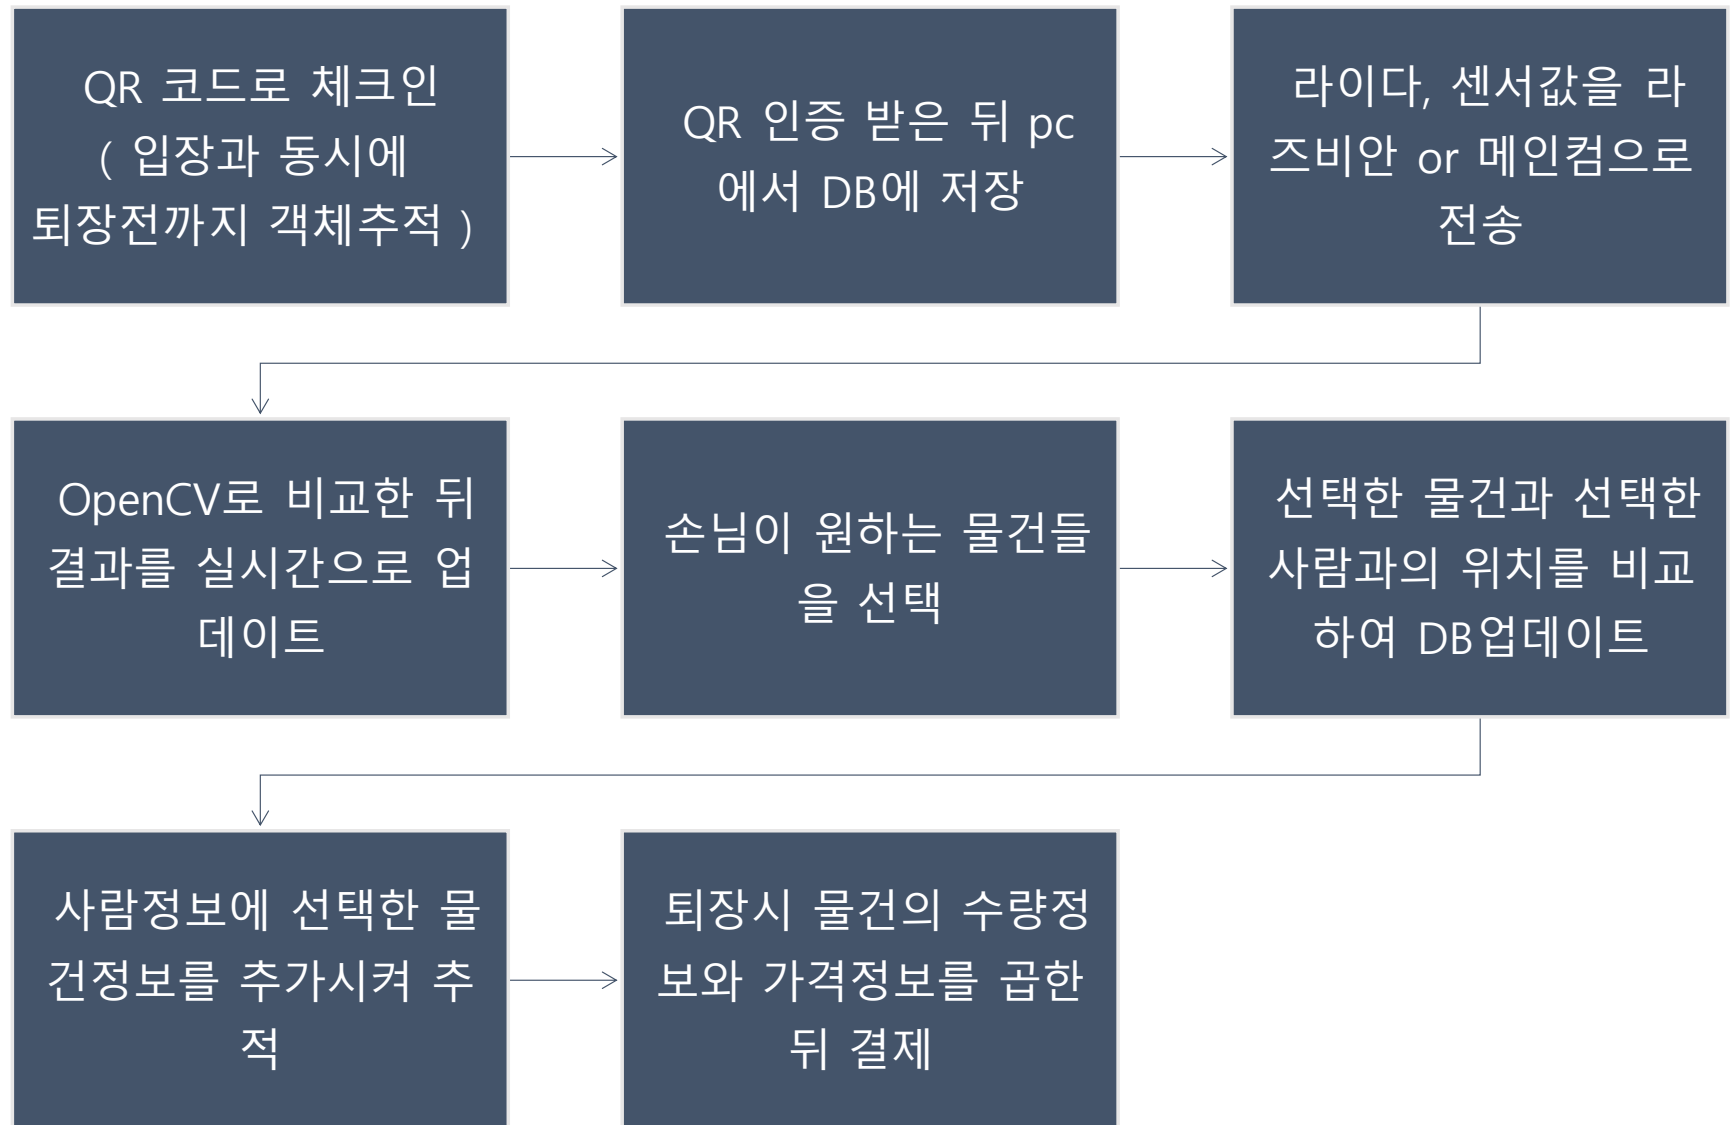 QR 코드로 체크인
( 입장과 동시에
퇴장전까지 객체추적 )
QR 인증 받은 뒤 pc
에서 DB에 저장
라이다, 센서값을 라
즈비안 or 메인컴으로
전송
OpenCV로 비교한 뒤
결과를 실시간으로 업
데이트
손님이 원하는 물건들
을 선택
선택한 물건과 선택한
사람과의 위치를 비교
하여 DB업데이트
사람정보에 선택한 물
건정보를 추가시켜 추
적
퇴장시 물건의 수량정
보와 가격정보를 곱한
뒤 결제